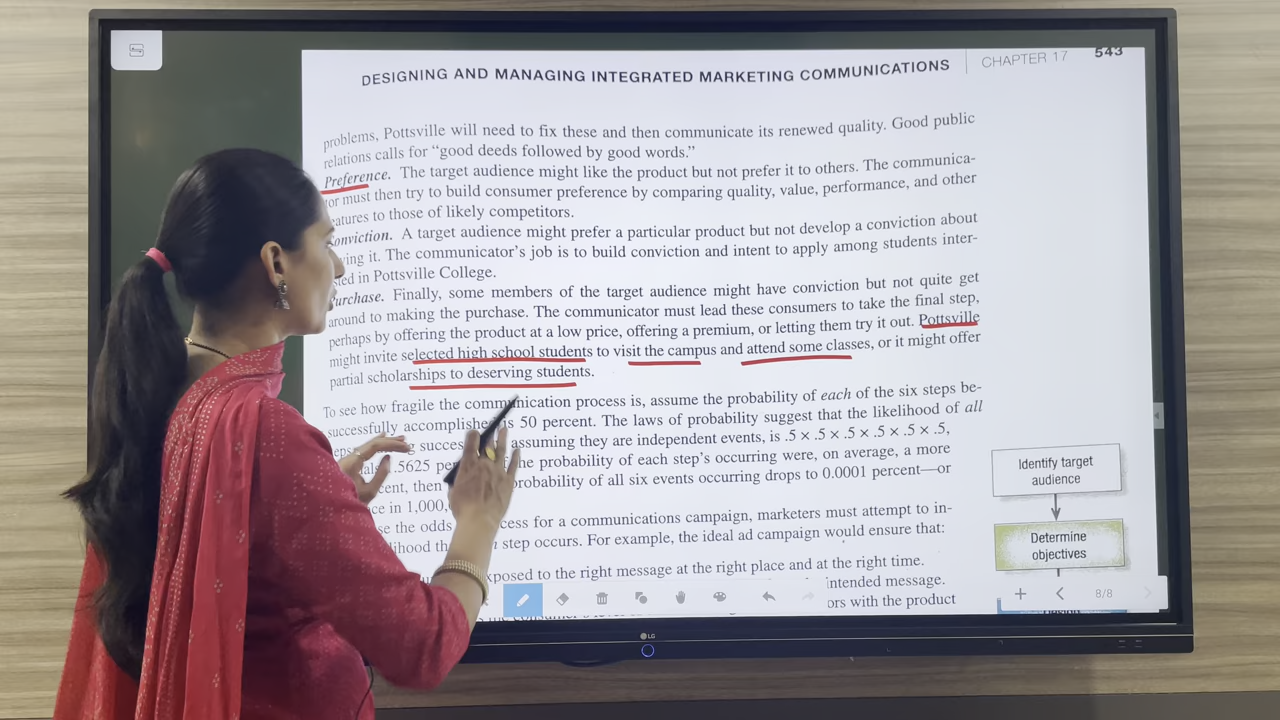 DESIGNING AND MANAGING INTEGRATED MARKETING COMMUNICATIONS CHAPTER 17 543
problems, Pottsville will need to fix these and then communicate its renewed quality. Good public
relations calls for “good deeds followed by good words.”
Preference. The target audience might like the product but not prefer it to others. The communica-
must then try to build consumer preference by comparing quality, value, performance, and other
to those of likely competitors.
A target audience might prefer a particular product but not develop a conviction about
it. The communicator’s job is to build conviction and intent to apply among students inter-
in Pottsville College.
Finally, some members of the target audience might have conviction but not quite get
around to making the purchase. The communicator must lead these consumers to take the final step,
perhaps by offering the product at a low price, offering a premium, or letting them try it out. Pottsville
might invite selected high school students to visit the campus and attend some classes, or it might offer
partial scholarships to deserving students.
To see how fragile the communication process is, assume the probability of each of the six steps be-
successfully accomplished is 50 percent. The laws of probability suggest that the likelihood of all
assuming they are independent events, is .5 × .5 × .5 × .5 × .5 × .5,
.5625 the probability of each step’s occurring were, on average, a more
then probability of all six events occurring drops to 0.0001 percent—or
in 1,000,
the odds for a communications campaign, marketers must attempt to in-
step occurs. For example, the ideal ad campaign would ensure that:
to the right message at the right place and at the right time.
intended message.
with the product
Identify target
audience
Determine
objectives
8/8
LG